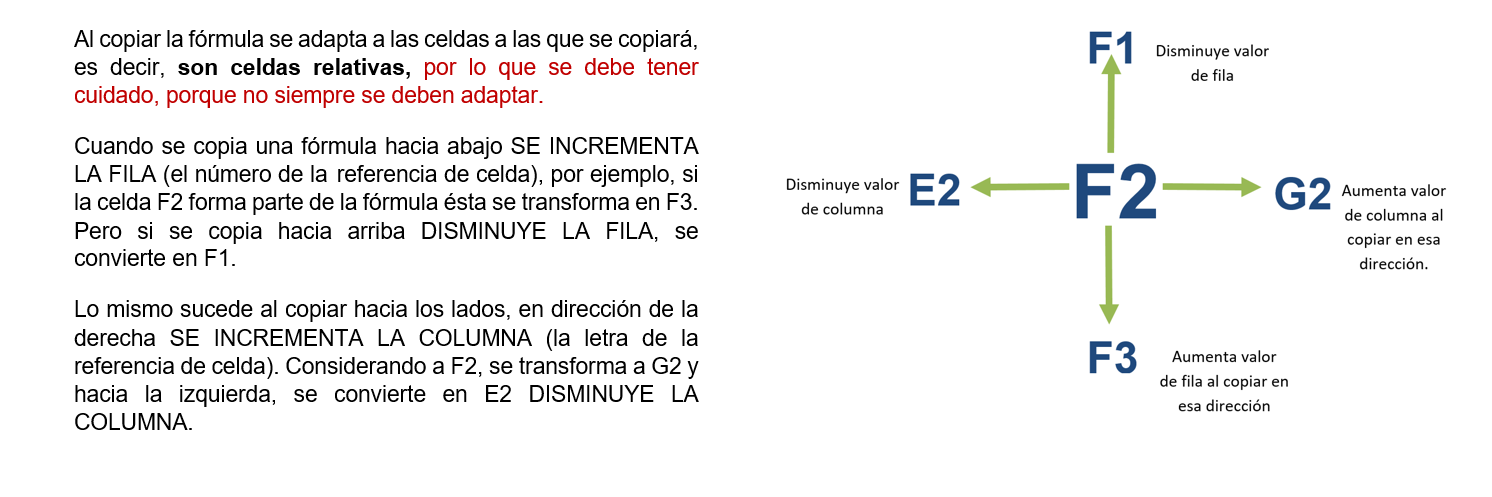 Al copiar la fórmula se adapta a las celdas a las que se copiará,
es decir, son celdas relativas, por lo que se debe tener
cuidado, porque no siempre se deben adaptar.
Cuando se copia una fórmula hacia abajo SE INCREMENTA
LA FILA (el número de la referencia de celda), por ejemplo, si
la celda F2 forma parte de la fórmula ésta se transforma en F3.
Pero si se copia hacia arriba DISMINUYE LA FILA, se
convierte en F1.
Lo mismo sucede al copiar hacia los lados, en dirección de la
derecha SE INCREMENTA LA COLUMNA (la letra de la
referencia de celda). Considerando a F2, se transforma a G2 y
hacia la izquierda, se convierte en E2 DISMINUYE LA
COLUMNA.
F1
Disminuye valor
de fila
Disminuye valor
de columna
E2
F2
G2
Aumenta valor
de columna al
copiar en esa
dirección.
F3
Aumenta valor
de fila al copiar en
esa dirección